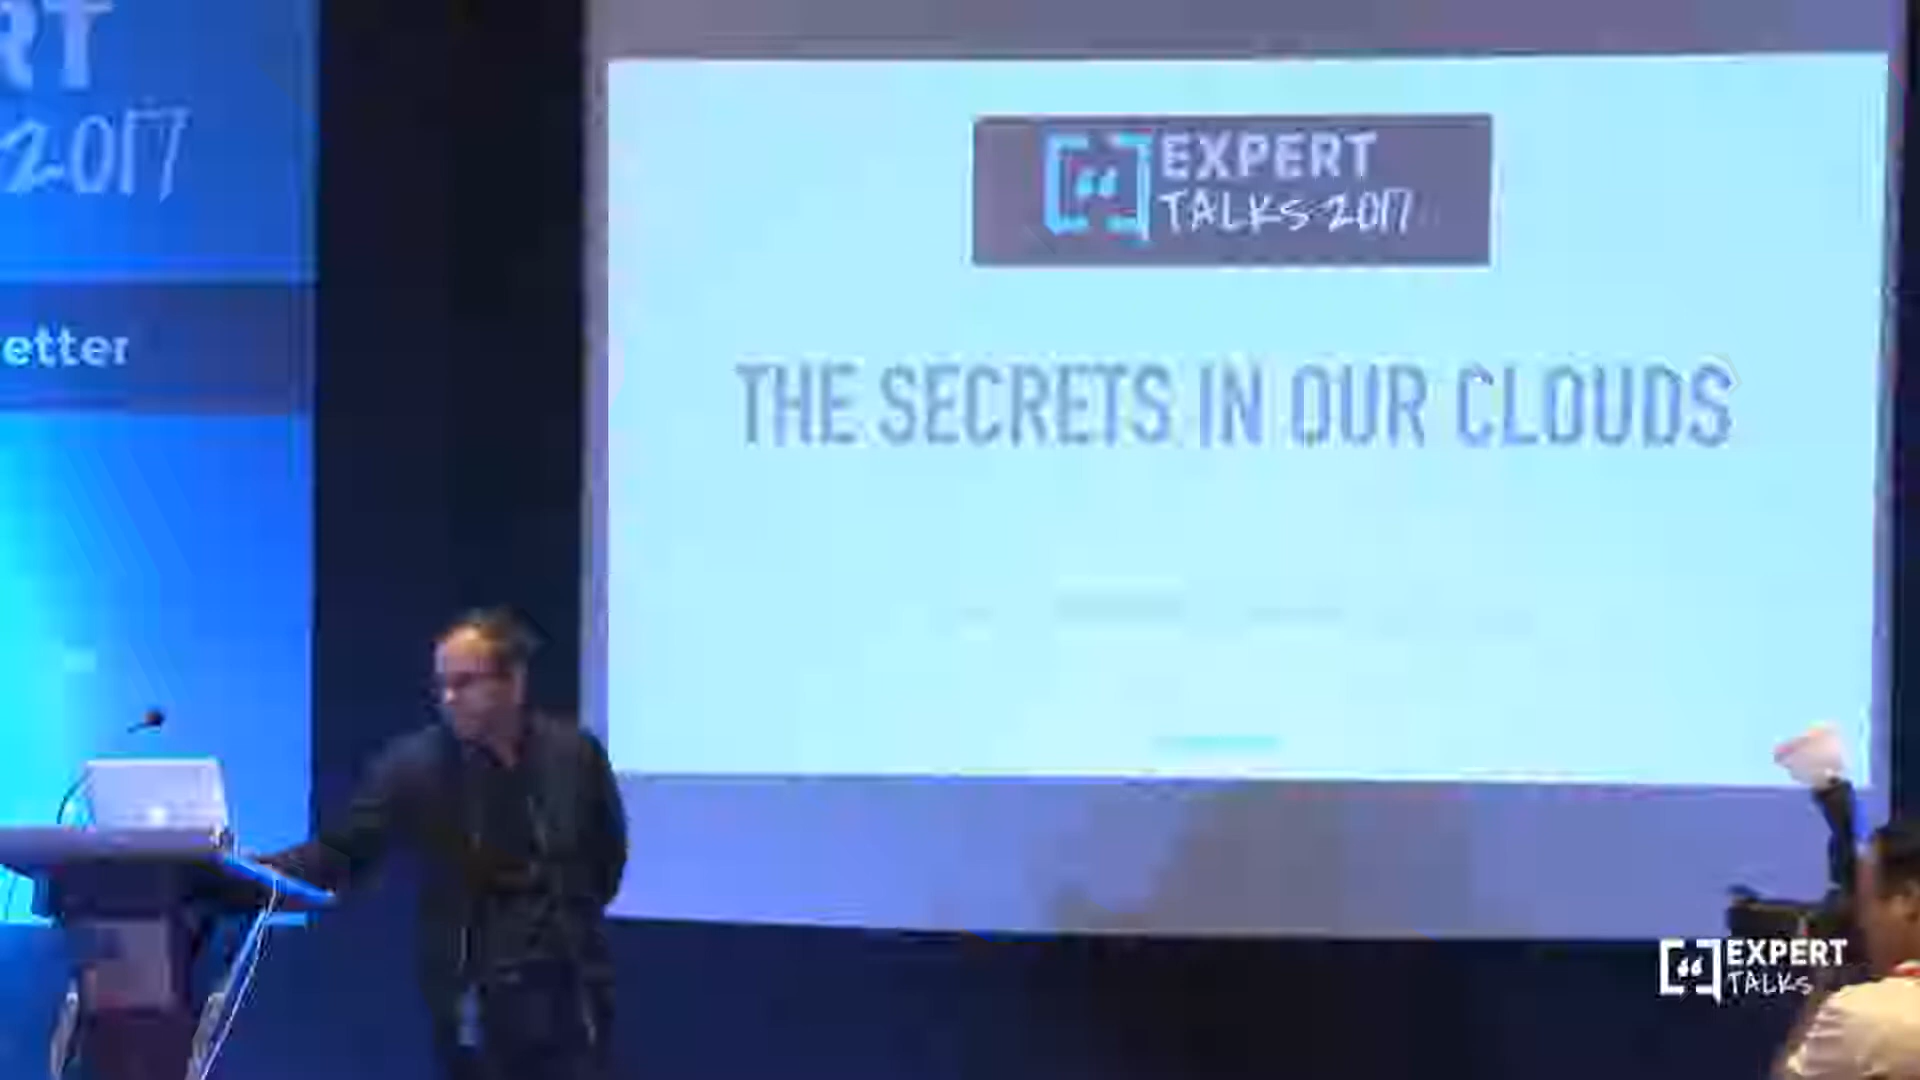 RT
2017
etter
EXPERT
TALKS 2017
THE SECRETS IN OUR CLOUDS
EXPERT
TALKS